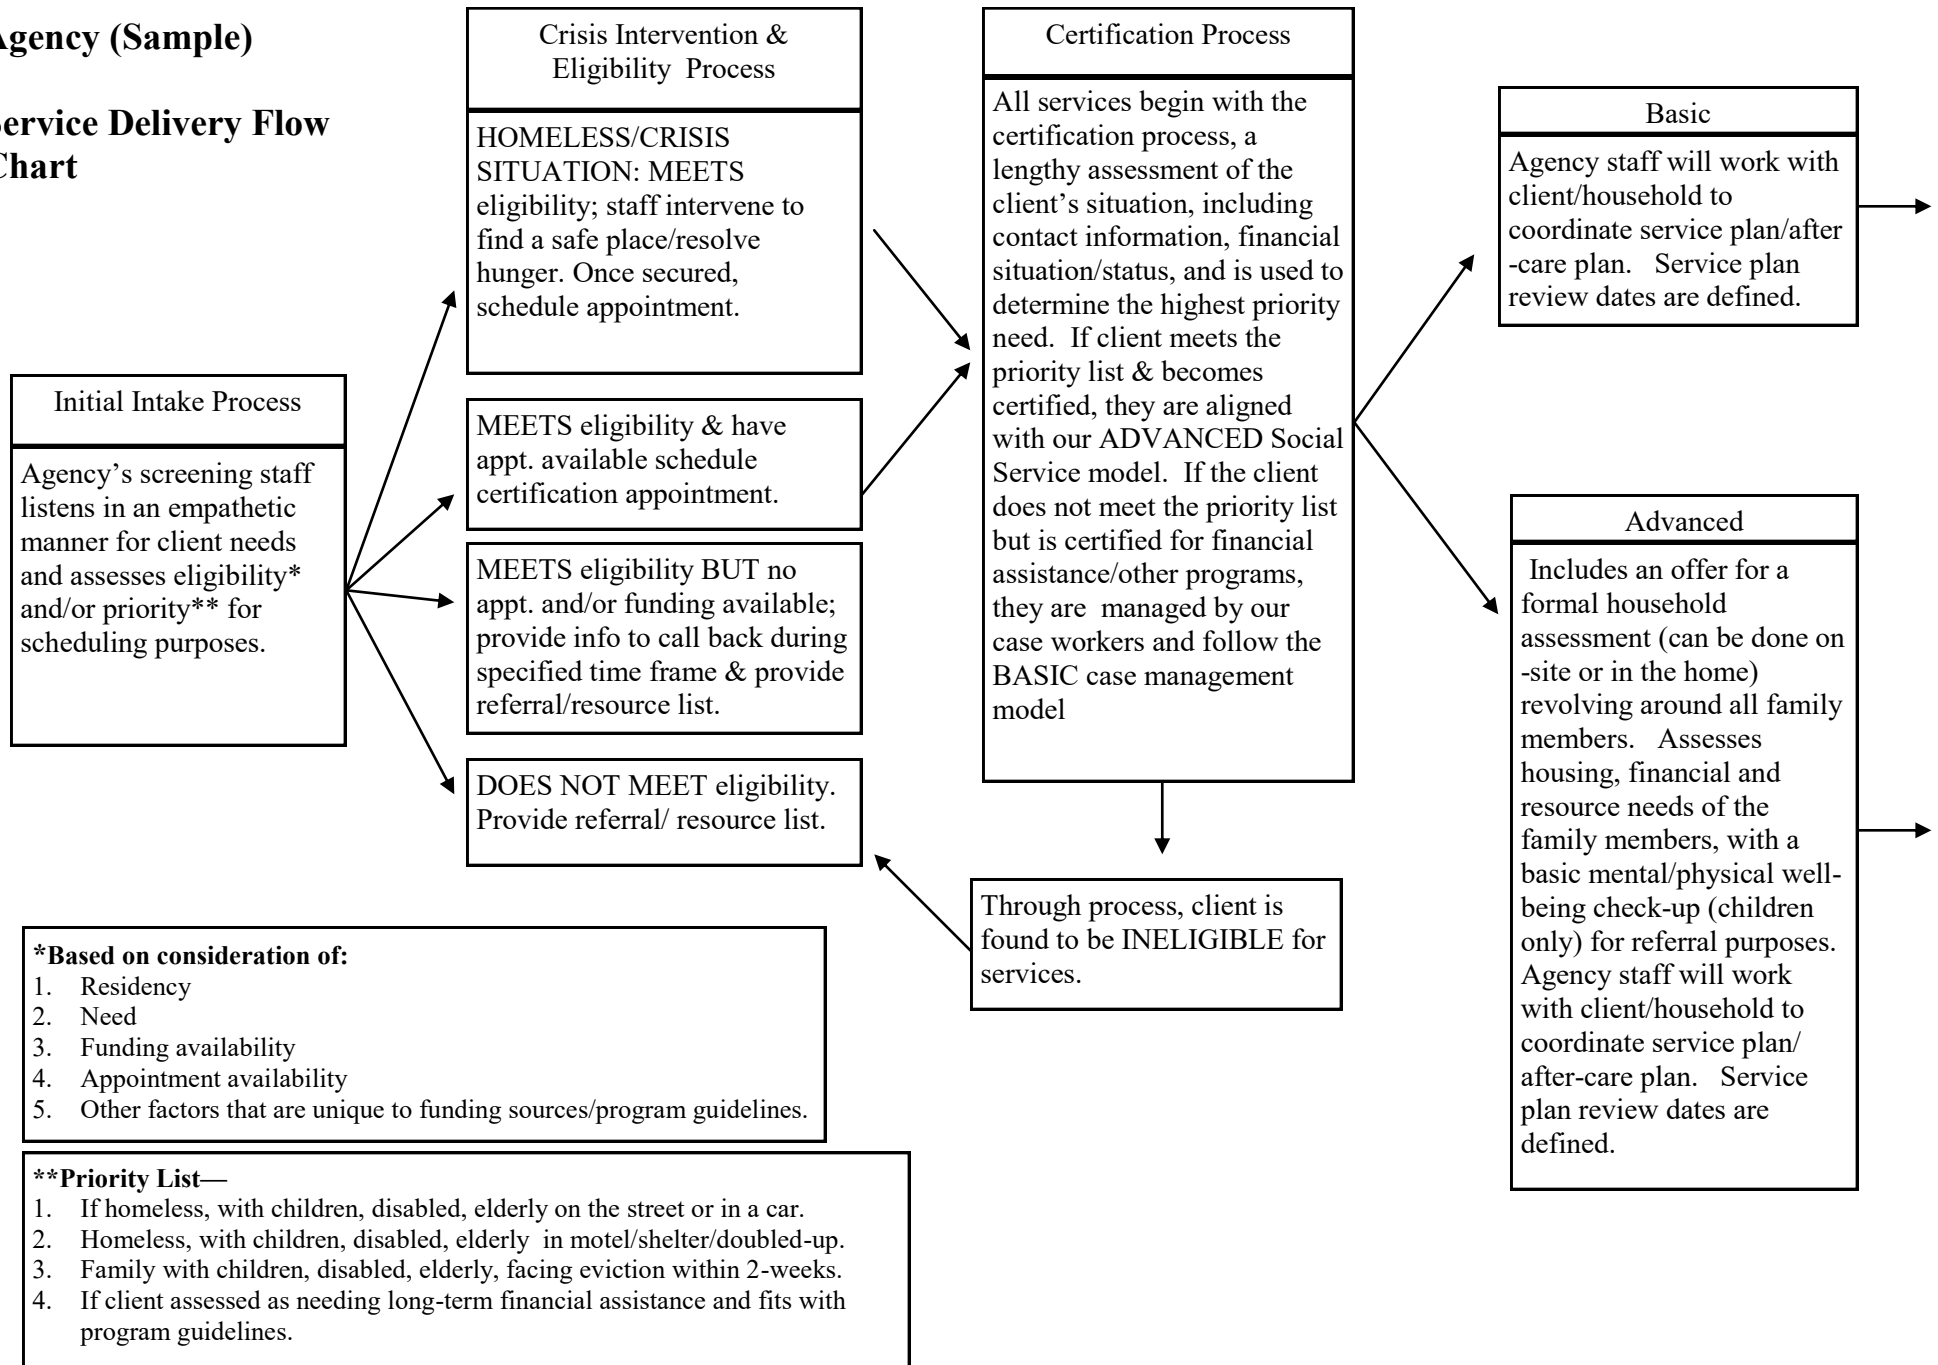 Agency (Sample)
Service Delivery Flow
Chart
Initial Intake Process
Agency’s screening staff
listens in an empathetic
manner for client needs
and assesses eligibility*
and/or priority** for
scheduling purposes.
Crisis Intervention &
Eligibility Process
HOMELESS/CRISIS
SITUATION: MEETS
eligibility; staff intervene to
find a safe place/resolve
hunger. Once secured,
schedule appointment.
MEETS eligibility & have
appt. available schedule
certification appointment.
MEETS eligibility BUT no
appt. and/or funding available;
provide info to call back during
specified time frame & provide
referral/resource list.
DOES NOT MEET eligibility.
Provide referral/ resource list.
Certification Process
All services begin with the
certification process, a
lengthy assessment of the
client’s situation, including
contact information, financial
situation/status, and is used to
determine the highest priority
need. If client meets the
priority list & becomes
certified, they are aligned
with our ADVANCED Social
Service model. If the client
does not meet the priority list
but is certified for financial
assistance/other programs,
they are managed by our
case workers and follow the
BASIC case management
model
Through process, client is
found to be INELIGIBLE for
services.
Basic
Agency staff will work with
client/household to
coordinate service plan/after
-care plan. Service plan
review dates are defined.
Advanced
Includes an offer for a
formal household
assessment (can be done on
-site or in the home)
revolving around all family
members. Assesses
housing, financial and
resource needs of the
family members, with a
basic mental/physical well-
being check-up (children
only) for referral purposes.
Agency staff will work
with client/household to
coordinate service plan/
after-care plan. Service
plan review dates are
defined.
*Based on consideration of:
1. Residency
2. Need
3. Funding availability
4. Appointment availability
5. Other factors that are unique to funding sources/program guidelines.
**Priority List—
1. If homeless, with children, disabled, elderly on the street or in a car.
2. Homeless, with children, disabled, elderly in motel/shelter/doubled-up.
3. Family with children, disabled, elderly, facing eviction within 2-weeks.
4. If client assessed as needing long-term financial assistance and fits with
program guidelines.